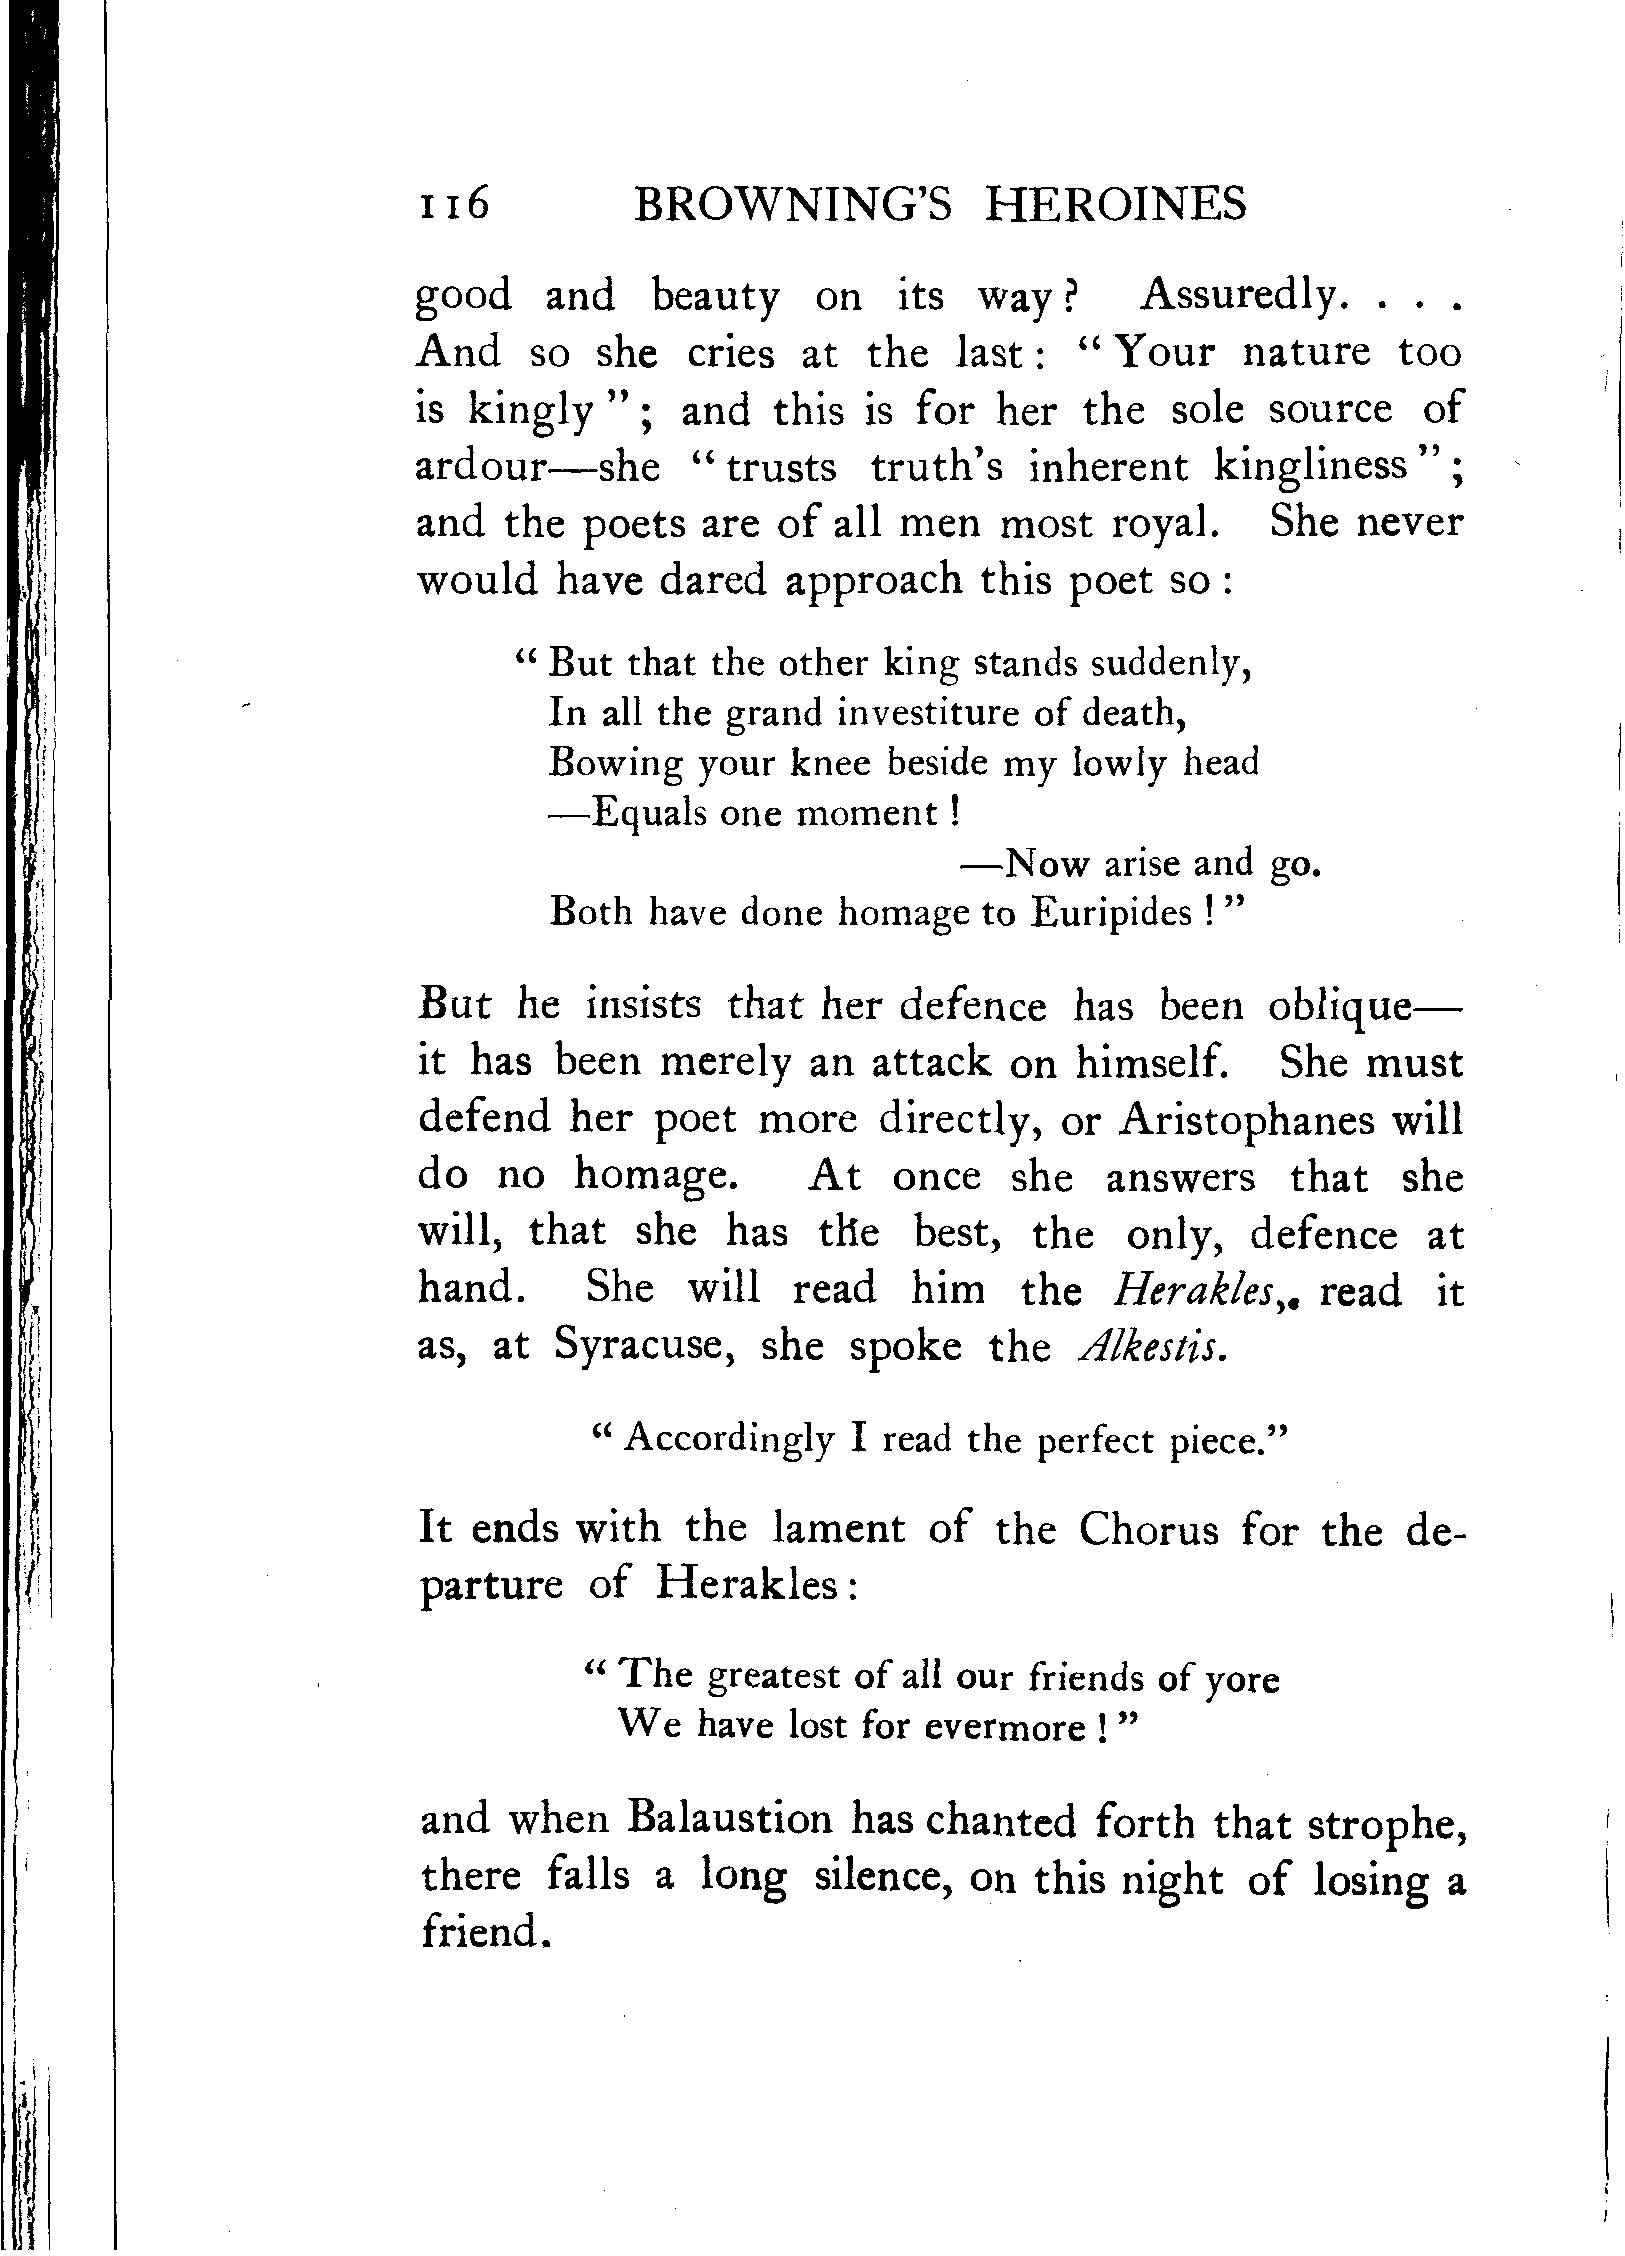 116 BROWNING'S HEROINES
good and beauty on its way? Assuredly. . . .
And so she cries at the last: "Your nature too
is kingly"; and this is for her the sole source of
ardour—she "trusts truth's inherent kingliness";
and the poets are of all men most royal. She never
would have dared approach this poet so:
"But that the other king stands suddenly,
In all the grand investiture of death,
Bowing your knee beside my lowly head
—Equals one moment!
—Now arise and go.
Both have done homage to Euripides!"
But he insists that her defence has been oblique—
it has been merely an attack on himself. She must
defend her poet more directly, or Aristophanes will
do no homage. At once she answers that she
will, that she has the best, the only, defence at
hand. She will read him the Herakles, read it
as, at Syracuse, she spoke the Alkestis.
"Accordingly I read the perfect piece."
It ends with the lament of the Chorus for the de-
parture of Herakles:
"The greatest of all our friends of yore
We have lost for evermore!"
and when Balaustion has chanted forth that strophe,
there falls a long silence, on this night of losing a
friend.